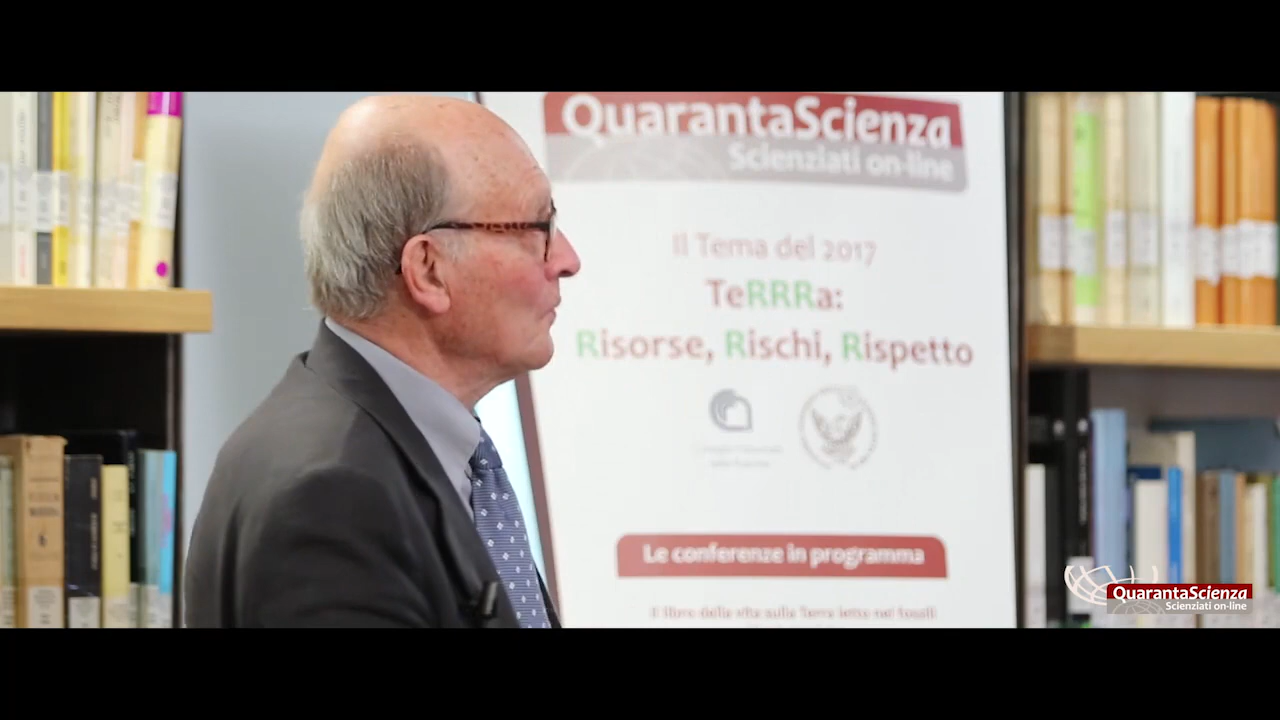 QuarantaScienza
Scienziati on-line
Il Tema del 2017
TeRRRa:
Risorse, Rischi, Rispetto
Le conferenze in programma
Il libro della vita sulla Terra letto nei fossili
QuarantaScienza
Scienziati on-line